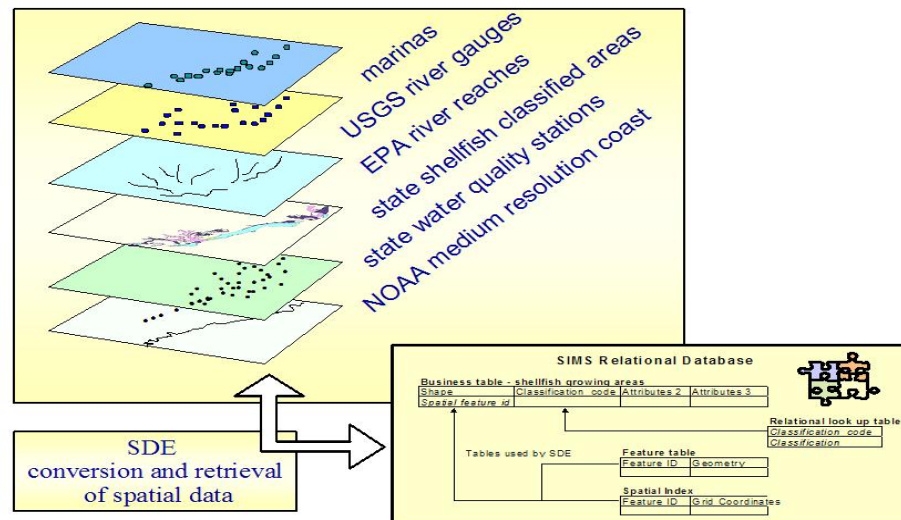 marinas
USGS river gauges
EPA river reaches
state shellfish classified areas
state water quality stations
NOAA medium resolution coast
SDE
conversion and retrieval
of spatial data
SIMS Relational Database
Business table - shellfish growing areas
Shape Classification code Attributes 2 Attributes 3
Spatial feature id
Relational look up table
Classification code
Classification
Tables used by SDE
Feature table
Feature ID Geometry
Spatial Index
Feature ID Grid Coordinates